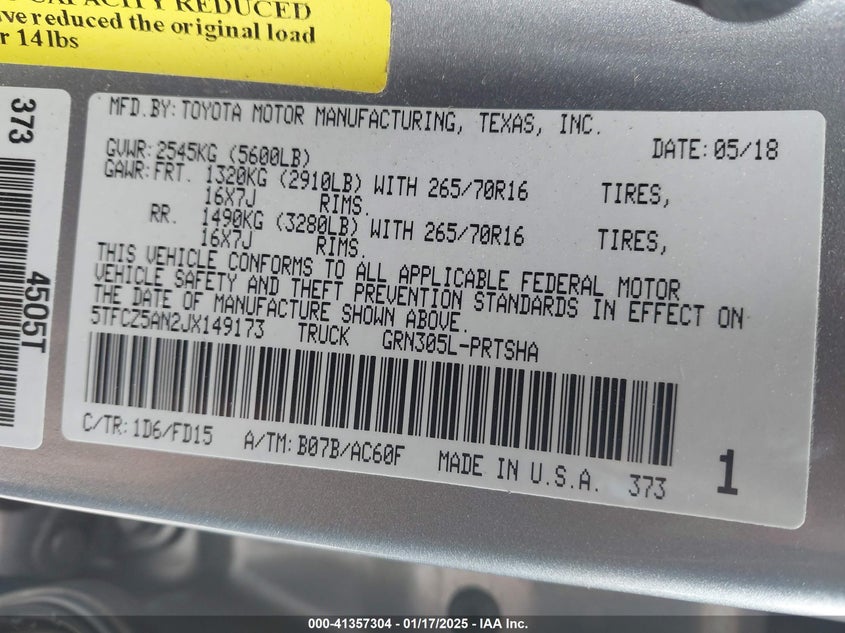 CAPACITY REDUCED
ve reduced the original load
r 14lbs
373
4505T
MFD.BY:TOYOTA MOTOR MANUFACTURING, TEXAS, INC.
DATE:05/18
GVWR:2545KG (5600LB)
GAWR:FRT. 1320KG (2910LB) WITH 265/70R16 TIRES,
16X7J RIMS.
RR. 1490KG (3280LB) WITH 265/70R16 TIRES,
16X7J RIMS.
THIS VEHICLE CONFORMS TO ALL APPLICABLE FEDERAL MOTOR
VEHICLE SAFETY AND THEFT PREVENTION STANDARDS IN EFFECT ON
THE DATE OF MANUFACTURE SHOWN ABOVE.
5TFCZ5AN2JX149173 TRUCK GRN305L-PRTSHA
C/TR:1D6/FD15 A/TM:B07B/AC60F MADE IN U.S.A. 373 1
000-41357304 - 01/17/2025 - IAA Inc.